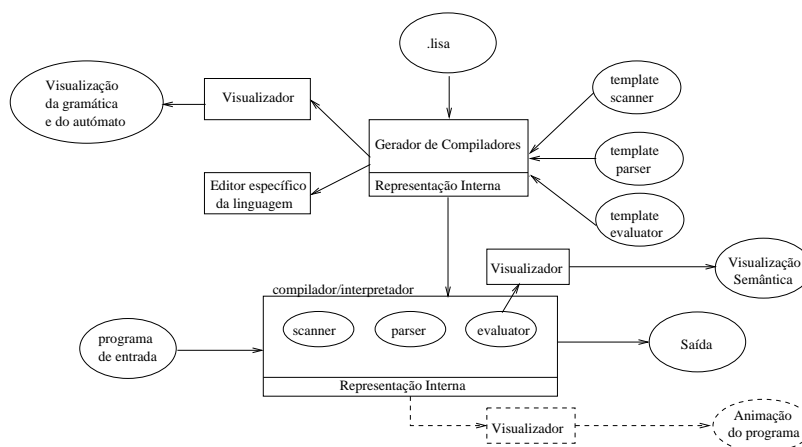 .lisa
Visualização
da gramática
e do autómato
Visualizador
template
scanner
Gerador de Compiladores
template
parser
Editor específico
da linguagem
Representação Interna
template
evaluator
Visualizador
Visualização
Semântica
compilador/interpretador
programa
de entrada
scanner
parser
evaluator
Saída
Representação Interna
Visualizador
Animação
do programa